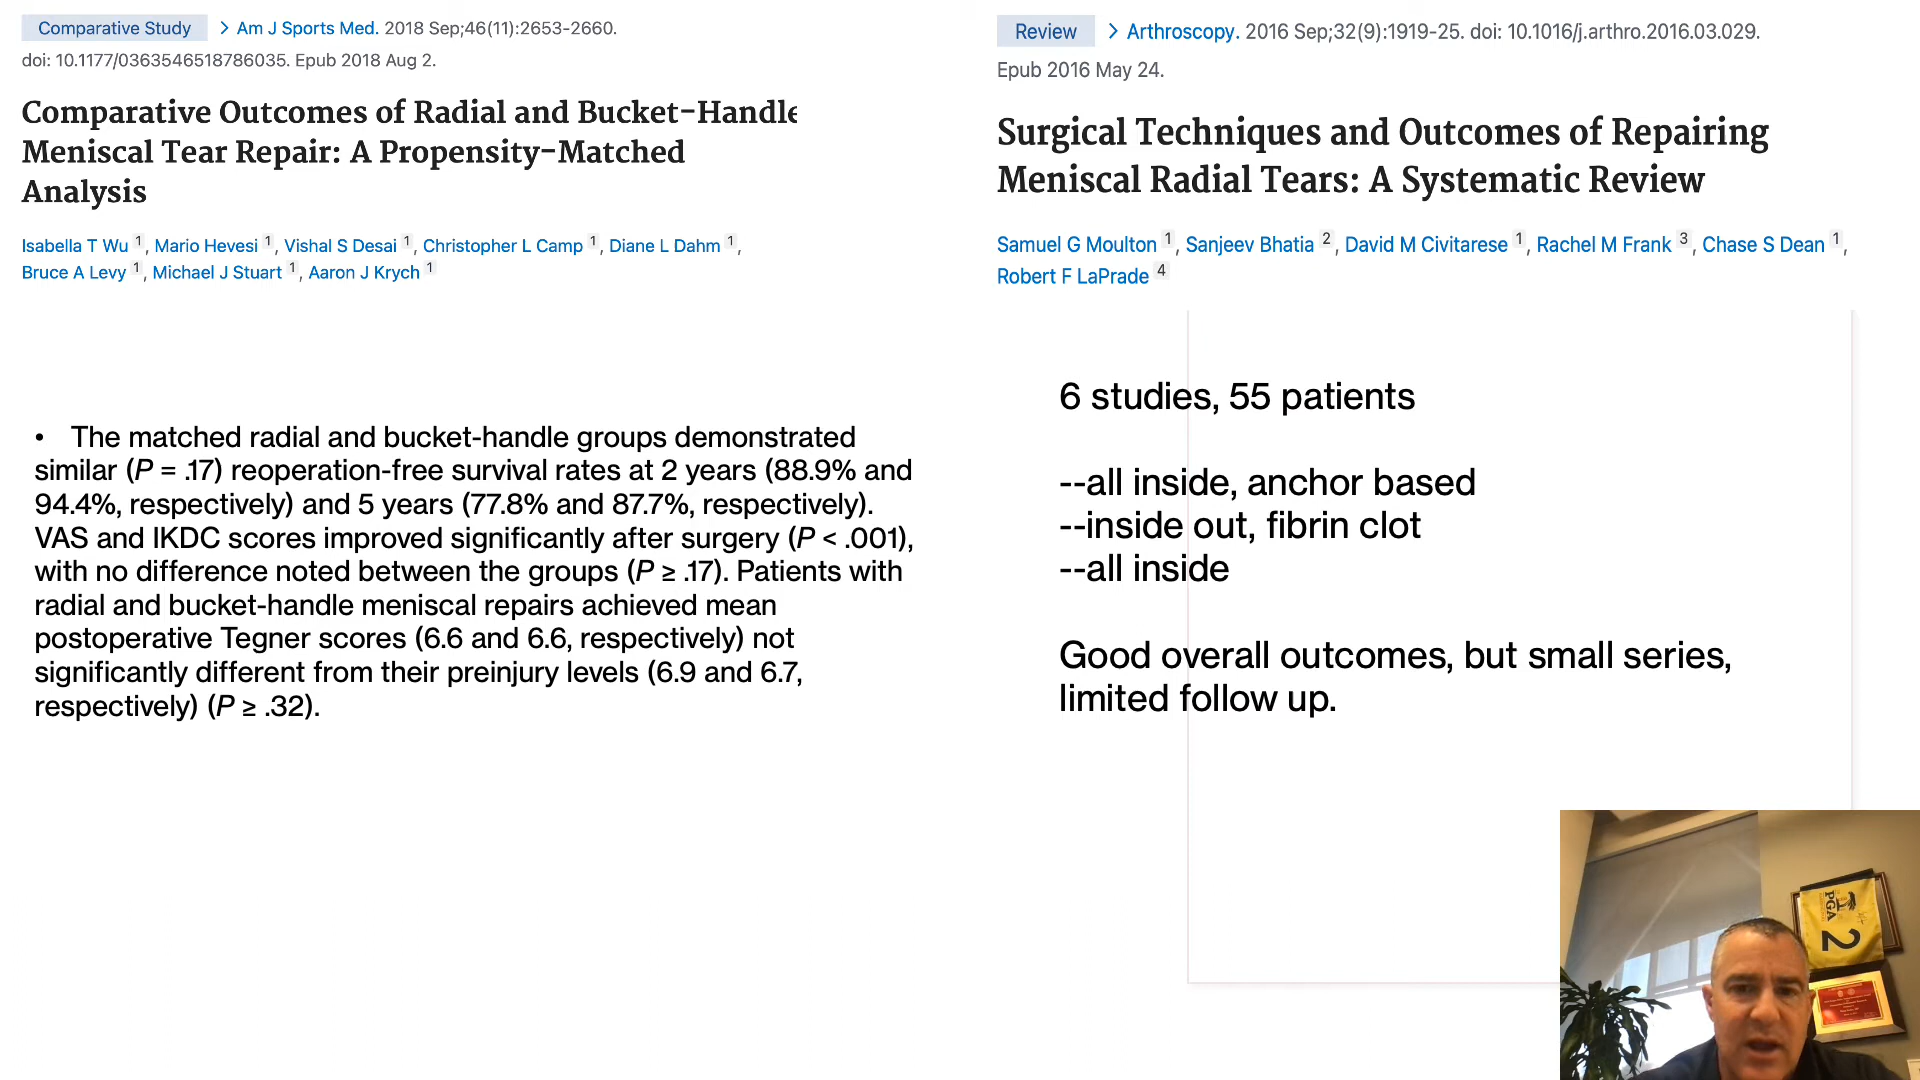 Comparative Study > Am J Sports Med. 2018 Sep;46(11):2653-2660.
doi: 10.1177/0363546518786035. Epub 2018 Aug 2.
Comparative Outcomes of Radial and Bucket-Handle
Meniscal Tear Repair: A Propensity-Matched
Analysis
Isabella T Wu 1, Mario Hevesi 1, Vishal S Desai 1, Christopher L Camp 1, Diane L Dahm 1,
Bruce A Levy 1, Michael J Stuart 1, Aaron J Krych 1
• The matched radial and bucket-handle groups demonstrated
similar (P = .17) reoperation-free survival rates at 2 years (88.9% and
94.4%, respectively) and 5 years (77.8% and 87.7%, respectively).
VAS and IKDC scores improved significantly after surgery (P < .001),
with no difference noted between the groups (P ≥ .17). Patients with
radial and bucket-handle meniscal repairs achieved mean
postoperative Tegner scores (6.6 and 6.6, respectively) not
significantly different from their preinjury levels (6.9 and 6.7,
respectively) (P ≥ .32).
Review > Arthroscopy. 2016 Sep;32(9):1919-25. doi: 10.1016/j.arthro.2016.03.029.
Epub 2016 May 24.
Surgical Techniques and Outcomes of Repairing
Meniscal Radial Tears: A Systematic Review
Samuel G Moulton 1, Sanjeev Bhatia 2, David M Civitarese 1, Rachel M Frank 3, Chase S Dean 1,
Robert F LaPrade 4
6 studies, 55 patients
--all inside, anchor based
--inside out, fibrin clot
--all inside
Good overall outcomes, but small series,
limited follow up.
PGA
2